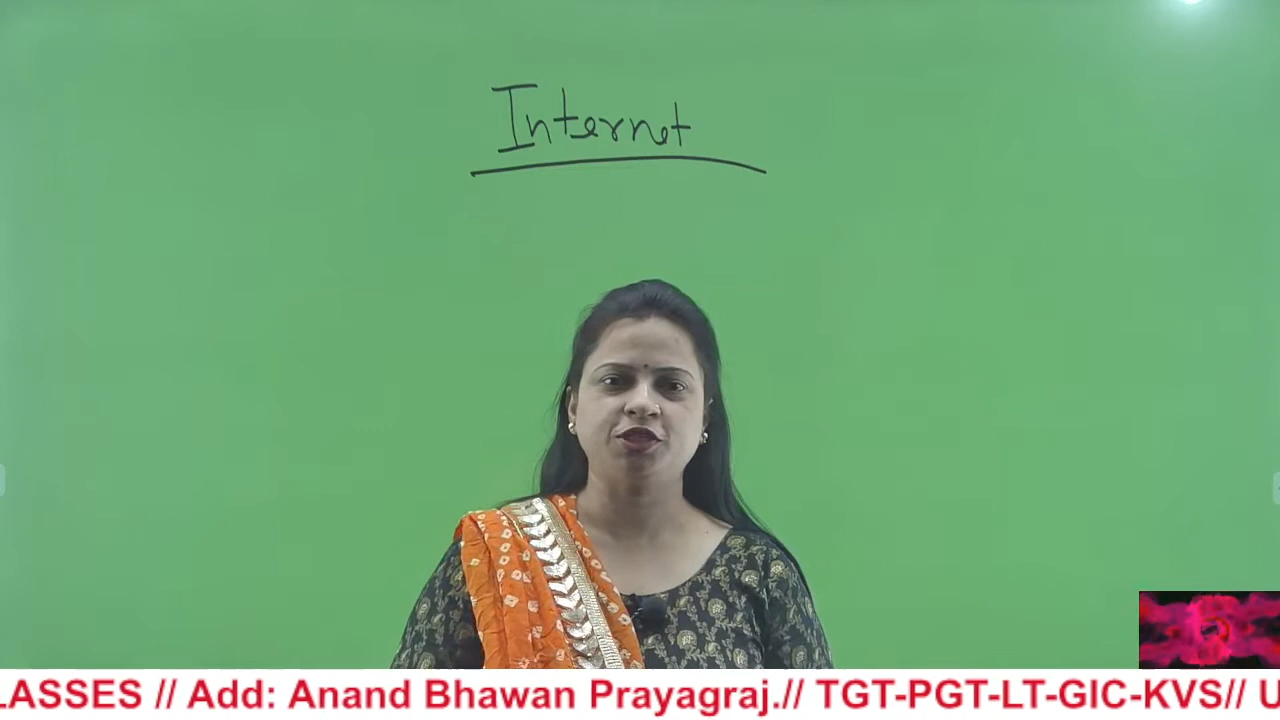 Internet
LASSES // Add: Anand Bhawan Prayagraj.// TGT-PGT-LT-GIC-KVS// U